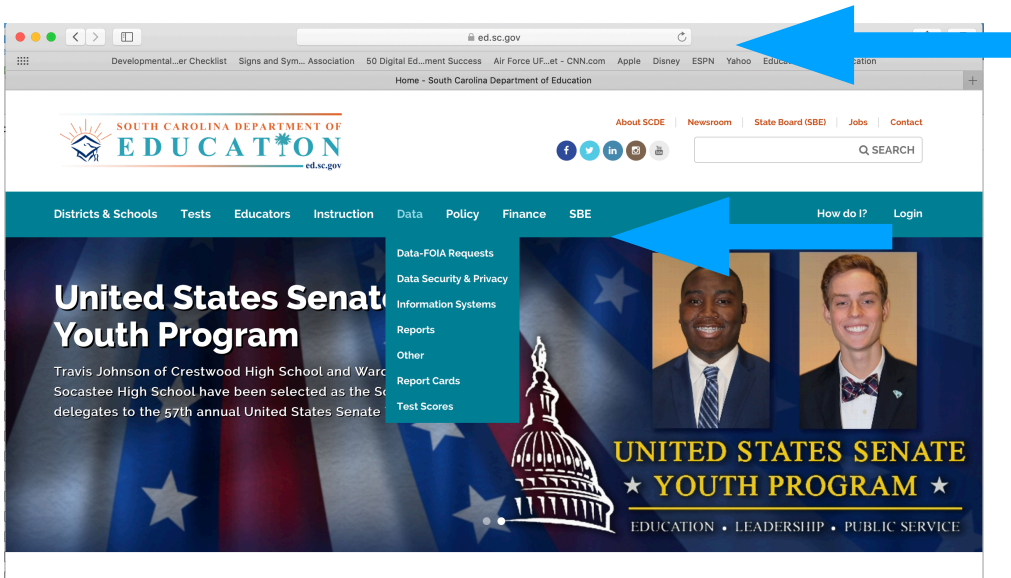 ed.sc.gov
Developmental...er Checklist Signs and Sym... Association 50 Digital Ed...ment Success Air Force UF...et - CNN.com Apple Disney ESPN Yahoo
Home - South Carolina Department of Education
SOUTH CAROLINA DEPARTMENT OF
EDUCATION
ed.sc.gov
About SCDE Newsroom State Board (SBE) Jobs Contact
SEARCH
Districts & Schools Tests Educators Instruction Data Policy Finance SBE How do I? Login
Data-FOIA Requests
Data Security & Privacy
Information Systems
Reports
Other
Report Cards
Test Scores
United States Senate
Youth Program
Travis Johnson of Crestwood High School and
Socastee High School have been selected as the
delegates to the 57th annual United States Senate
UNITED STATES SENATE
★ YOUTH PROGRAM ★
EDUCATION • LEADERSHIP • PUBLIC SERVICE